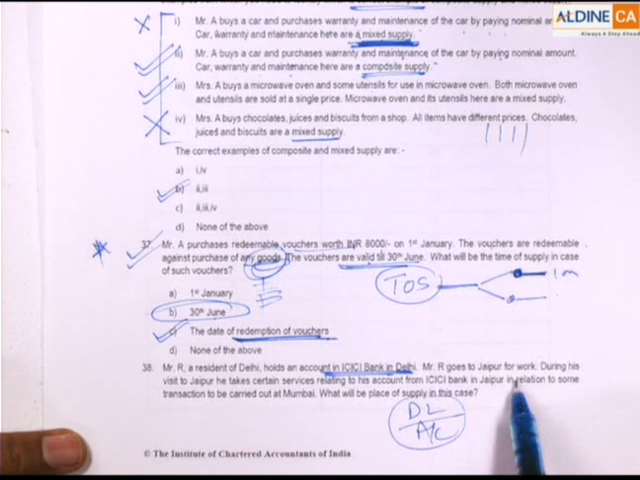 ALDINE CA
Always A Step Ahead
i) Mr. A buys a car and purchases warranty and maintenance of the car by paying nominal
Car, warranty and maintenance here are a mixed supply.
ii) Mr. A buys a car and purchases warranty and maintenance of the car by paying nominal amount.
Car, warranty and maintenance here are a composite supply.
iii) Mrs. A buys a microwave oven and some utensils for use in microwave oven. Both microwave
and utensils are sold at a single price. Microwave oven and its utensils here are a mixed supply.
iv) Mrs. A buys chocolates, juices and biscuits from a shop. All items have different prices. Chocolates,
juices and biscuits are a mixed supply.
The correct examples of composite and mixed supply are: -
a) i,iv
b) ii,iii
c) ii,iii,iv
d) None of the above
37. Mr. A purchases redeemable vouchers worth INR 8000/- on 1st January. The vouchers are redeemable
against purchase of any goods. The vouchers are valid till 30th June. What will be the time of supply in case
of such vouchers?
TOS
1 m
a) 1st January
b) 30th June
c) The date of redemption of vouchers
d) None of the above
38. Mr. R, a resident of Delhi, holds an account in ICICI Bank in Delhi. Mr. R goes to Jaipur for work. During his
visit to Jaipur he takes certain services relating to his account from ICICI bank in Jaipur in relation to some
transaction to be carried out at Mumbai. What will be place of supply in this case?
DL
A/C
© The Institute of Chartered Accountants of India